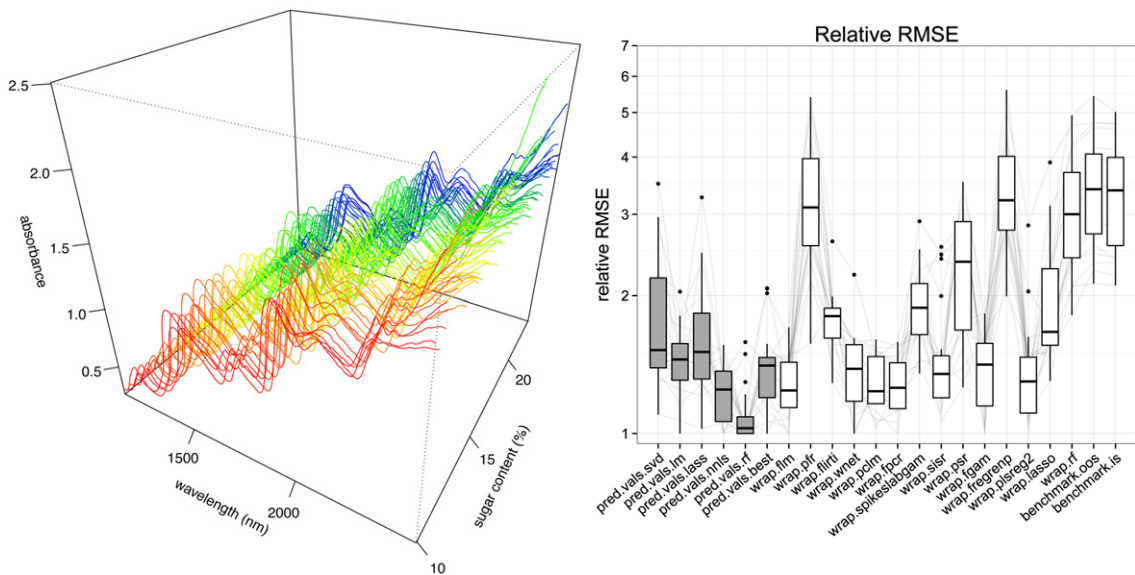 2.5
2.0
absorbance
1.5
1.0
0.5
1500
wavelength (nm)
2000
10
15
sugar content (%)
20
Relative RMSE
relative RMSE
7
6
5
4
3
2
1
pred.vals.svd
pred.vals.lm
pred.vals.lass
pred.vals.nnls
pred.vals.rf
pred.vals.best
wrap.flm
wrap.pfr
wrap.flirti
wrap.wnet
wrap.pclm
wrap.fpcr
wrap.spikeslabgam
wrap.sisr
wrap.psr
wrap.fgam
wrap.fregrenp
wrap.plsreg2
wrap.lasso
wrap.rf
benchmark.oos
benchmark.is